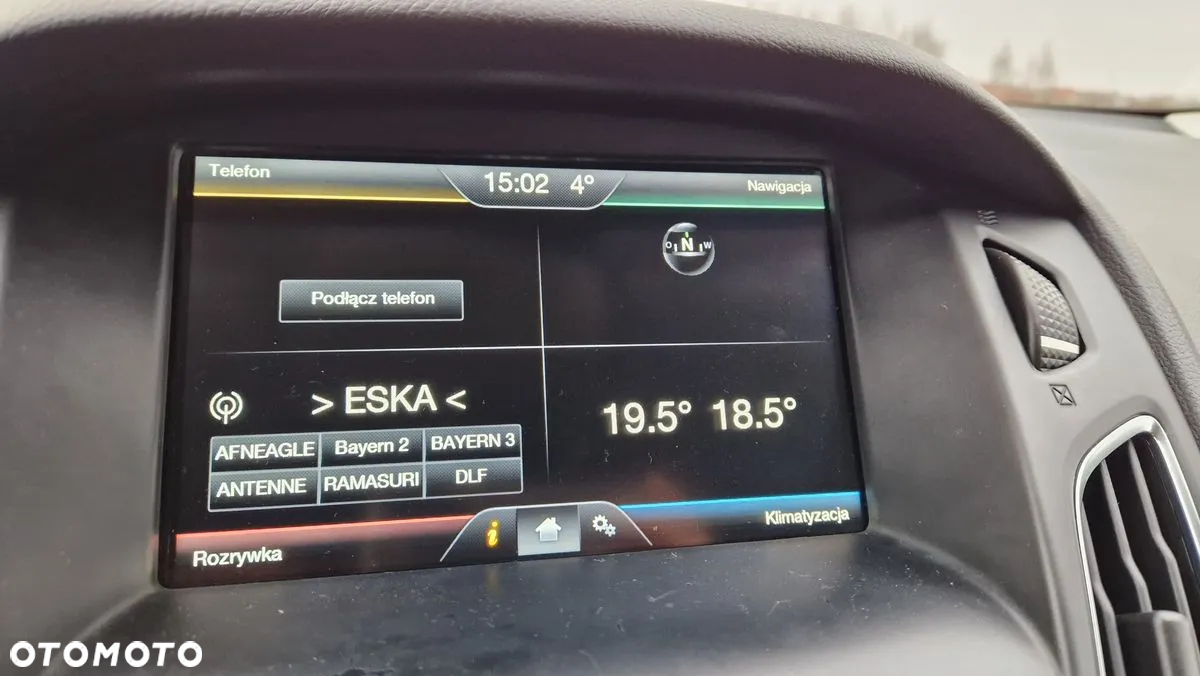 Telefon
15:02 4°
Nawigacja
O N W
Podłącz telefon
> ESKA <
19.5° 18.5°
AFNEAGLE Bayern 2 BAYERN 3
ANTENNE RAMASURI DLF
i
Rozrywka
Klimatyzacja
OTOMOTO